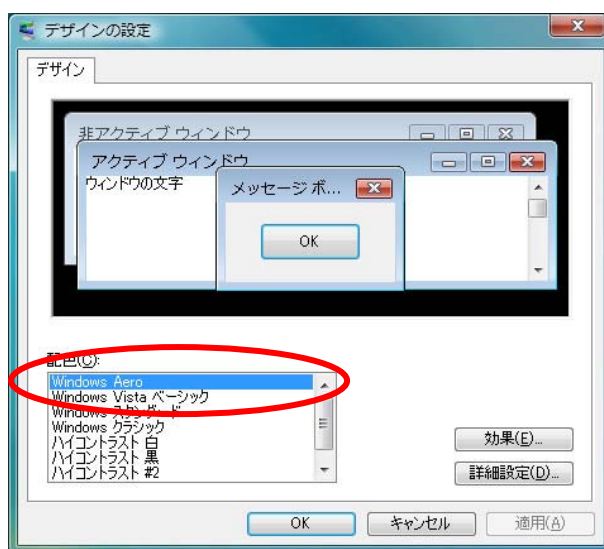 デザインの設定
デザイン
非アクティブ ウィンドウ
アクティブ ウィンドウ
ウィンドウの文字
メッセージ ボ...
OK
配色(C):
Windows Aero
Windows Vista ベーシック
Windows スタンダード
Windows クラシック
ハイコントラスト 白
ハイコントラスト 黒
ハイコントラスト #2
効果(E)...
詳細設定(D)...
OK キャンセル 適用(A)